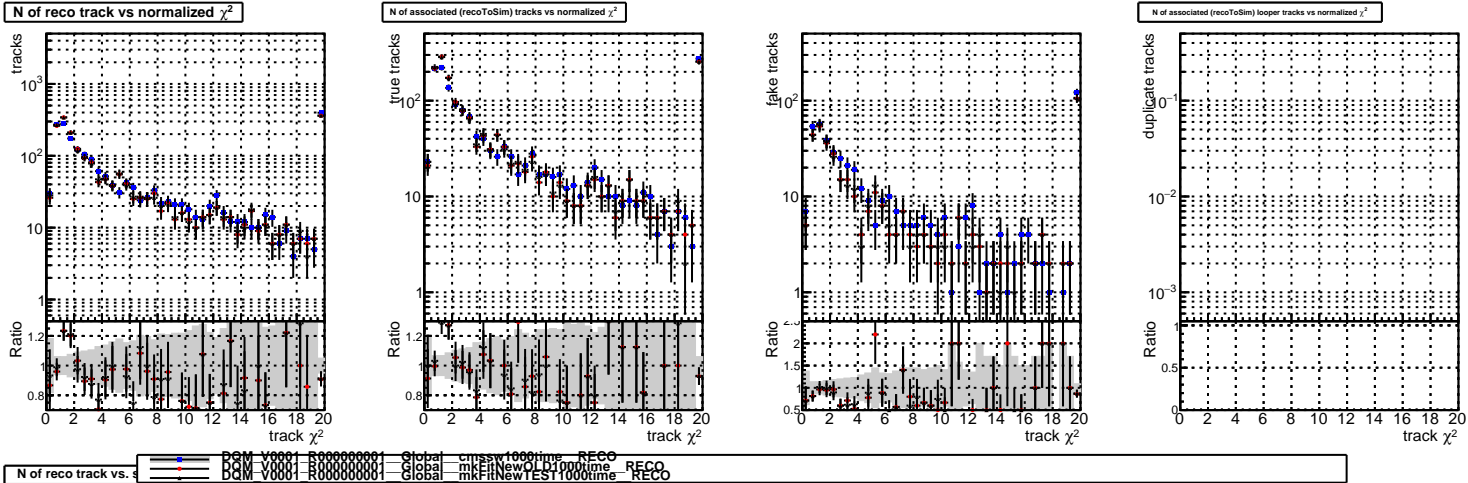 N of reco track vs normalized χ²
N of associated (recoToSim) tracks vs normalized χ²
N of associated (recoToSim) looper tracks vs normalized χ²
tracks
10³
10²
10
1
Ratio
1.2
1
0.8
0 2 4 6 8 10 12 14 16 18 20
track χ²
true tracks
10²
10
1
Ratio
1.2
1
0.8
0 2 4 6 8 10 12 14 16 18 20
track χ²
fake tracks
10²
10
1
Ratio
2.5
2
1.5
1
0.5
0 2 4 6 8 10 12 14 16 18 20
track χ²
duplicate tracks
10⁻¹
10⁻²
10⁻³
Ratio
1
0.5
0
0 2 4 6 8 10 12 14 16 18 20
track χ²
N of reco track vs. s
DQM_V0001_R000000001__Global__cmssw1000time__RECO
DQM_V0001_R000000001__Global__mkFitNewOLD1000time__RECO
DQM_V0001_R000000001__Global__mkFitNewTEST1000time__RECO